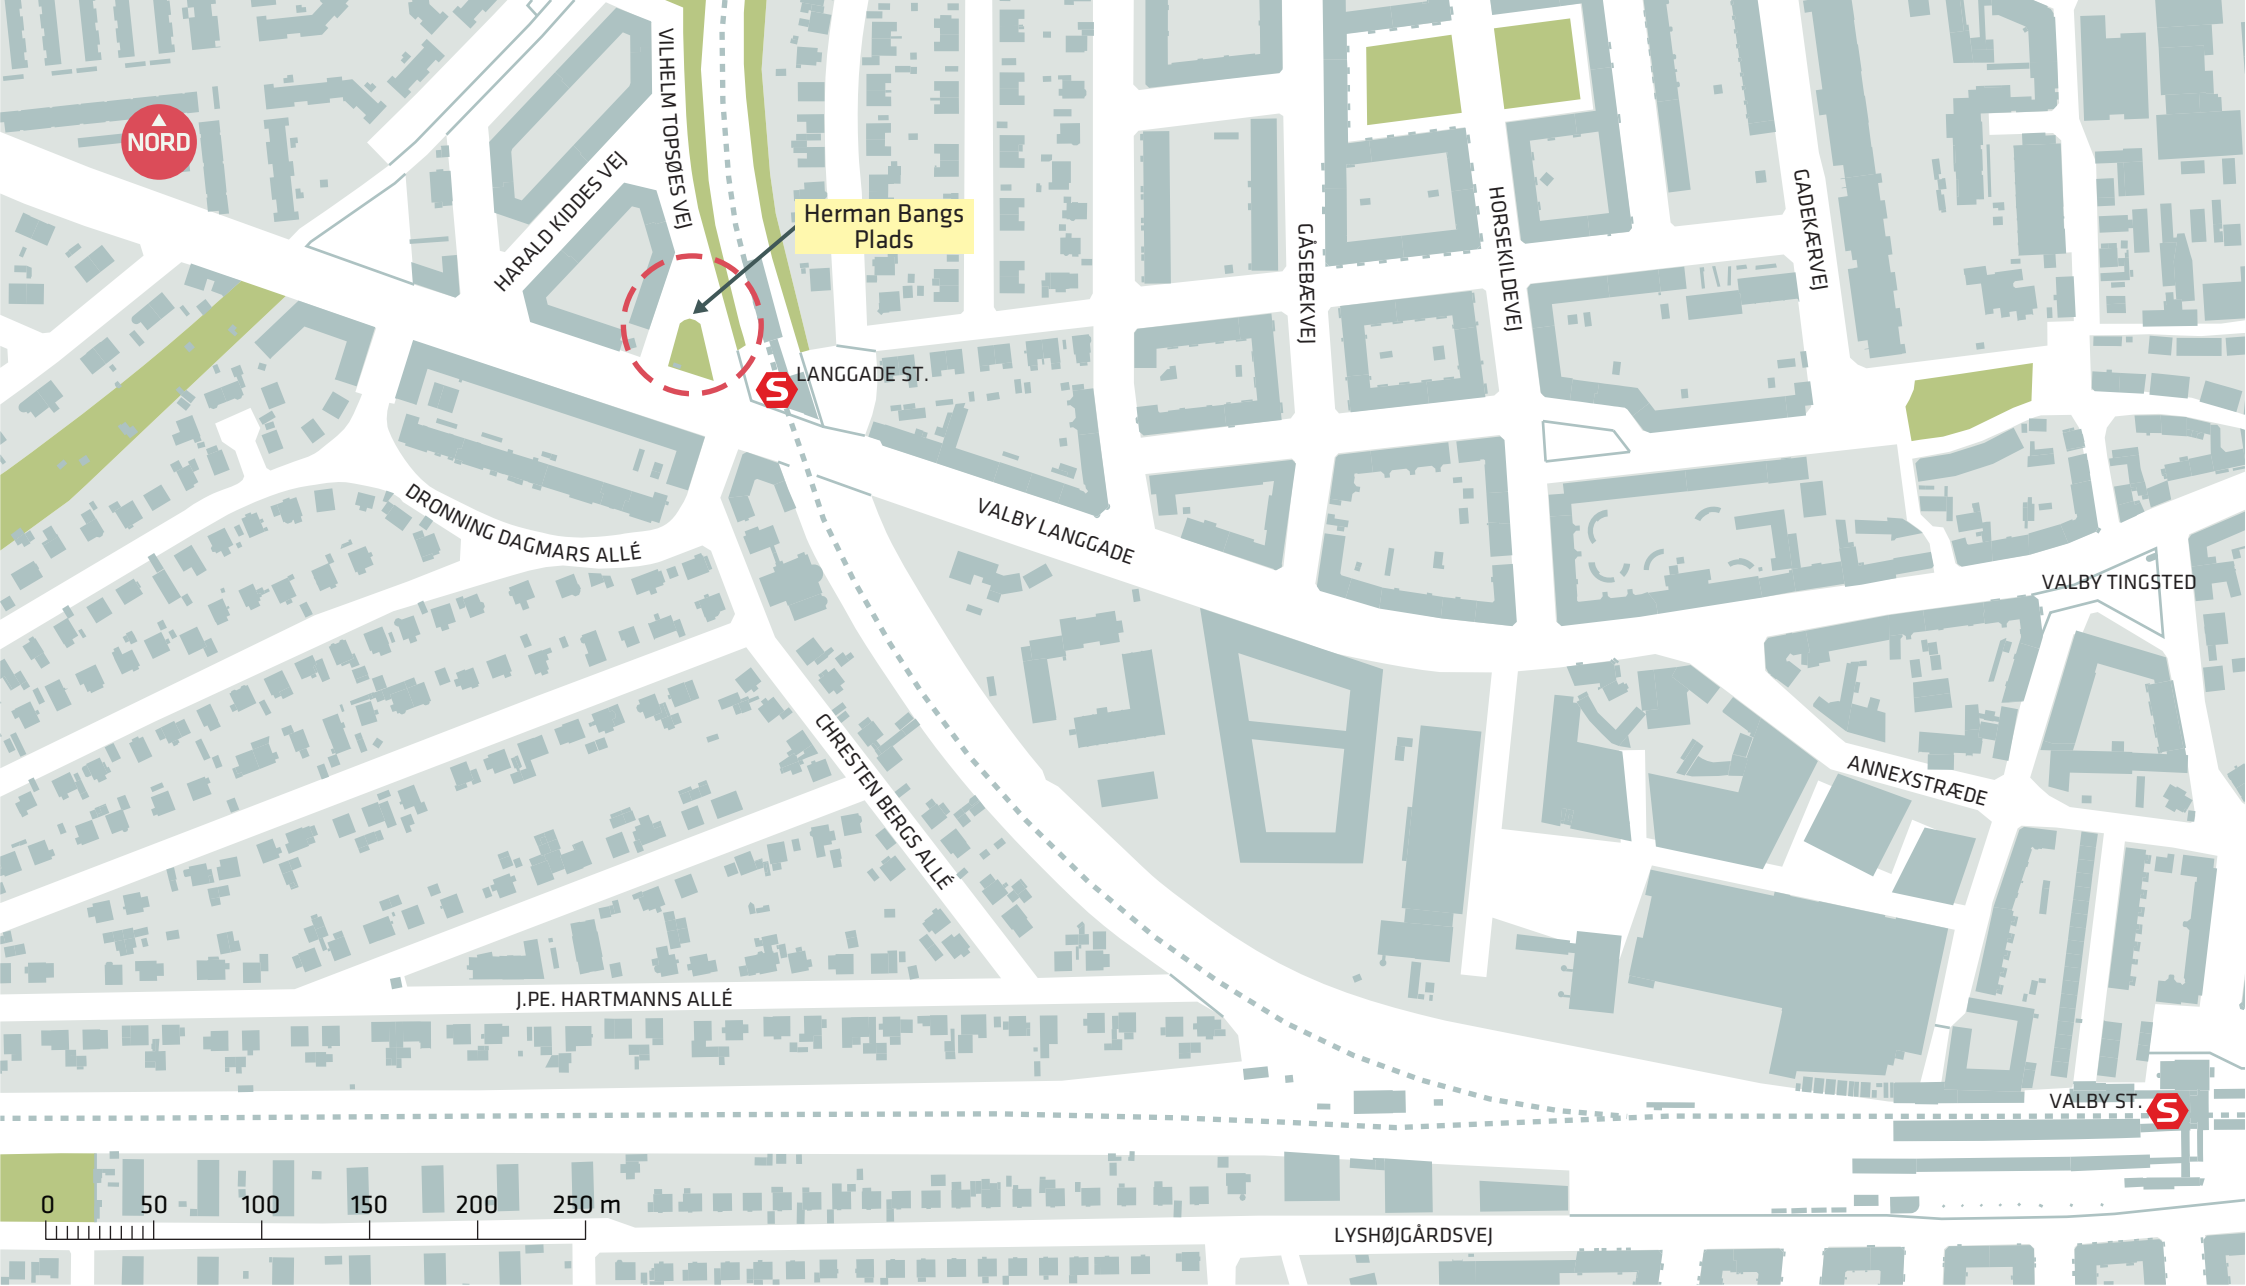 VILHELM TOPSØES VEJ
NORD
HARALD KIDDES VEJ
Herman Bangs
Plads
GÅSEBÆKVEJ
HORSEKILDEVEJ
GADEKÆRVEJ
S
LANGGADE ST.
DRONNING DAGMARS ALLÉ
VALBY LANGGADE
VALBY TINGSTED
CHRESTEN BERGS ALLÉ
ANNEXSTRÆDE
J.PE. HARTMANNS ALLÉ
VALBY ST.
S
0 50 100 150 200 250 m
LYSHØJGÅRDSVEJ